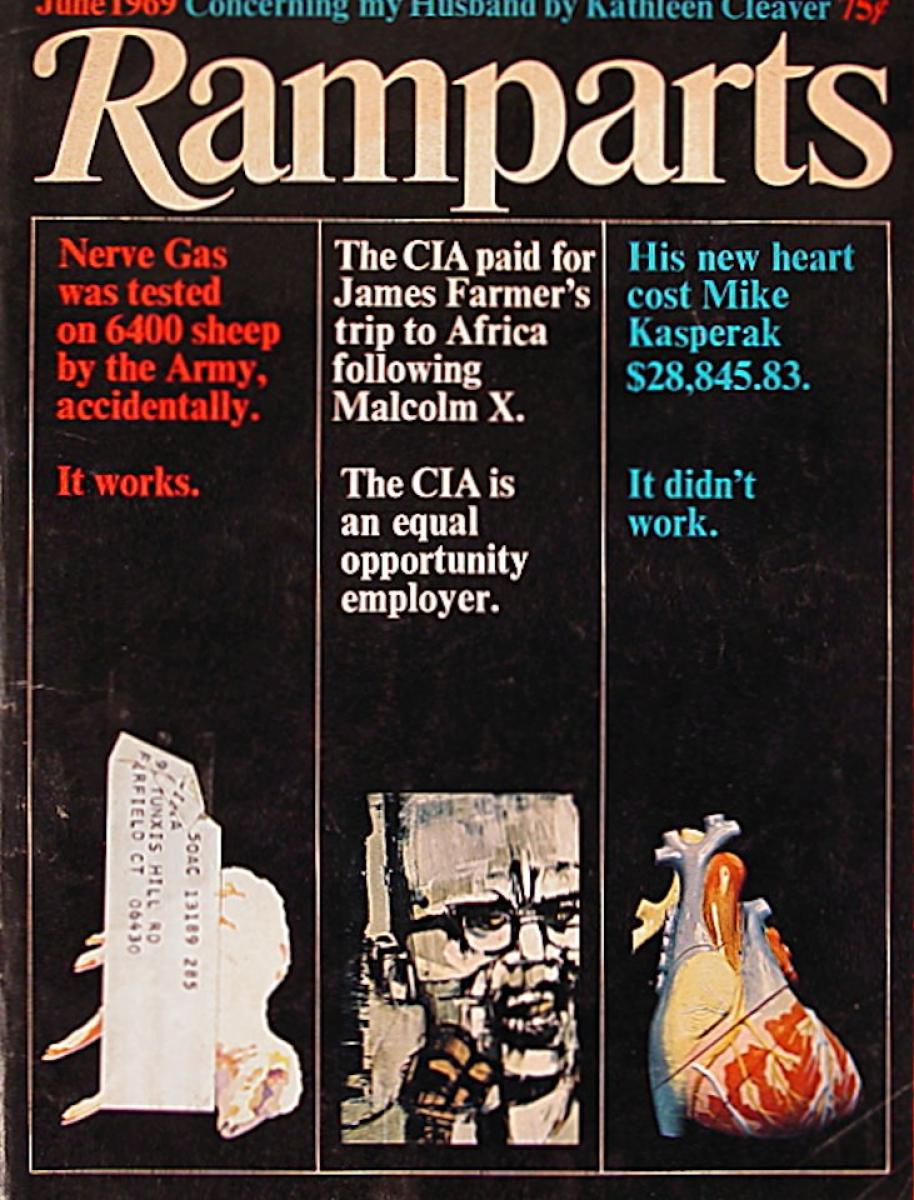 June 1969 Concerning my Husband by Kathleen Cleaver 75¢
Ramparts
Nerve Gas
was tested
on 6400 sheep
by the Army,
accidentally.
It works.
The CIA paid for
James Farmer's
trip to Africa
following
Malcolm X.
The CIA is
an equal
opportunity
employer.
His new heart
cost Mike
Kasperak
$28,845.83.
It didn't
work.
SOAC 13189 285
TUNXIS HILL RD
FARFIELD CT 06430